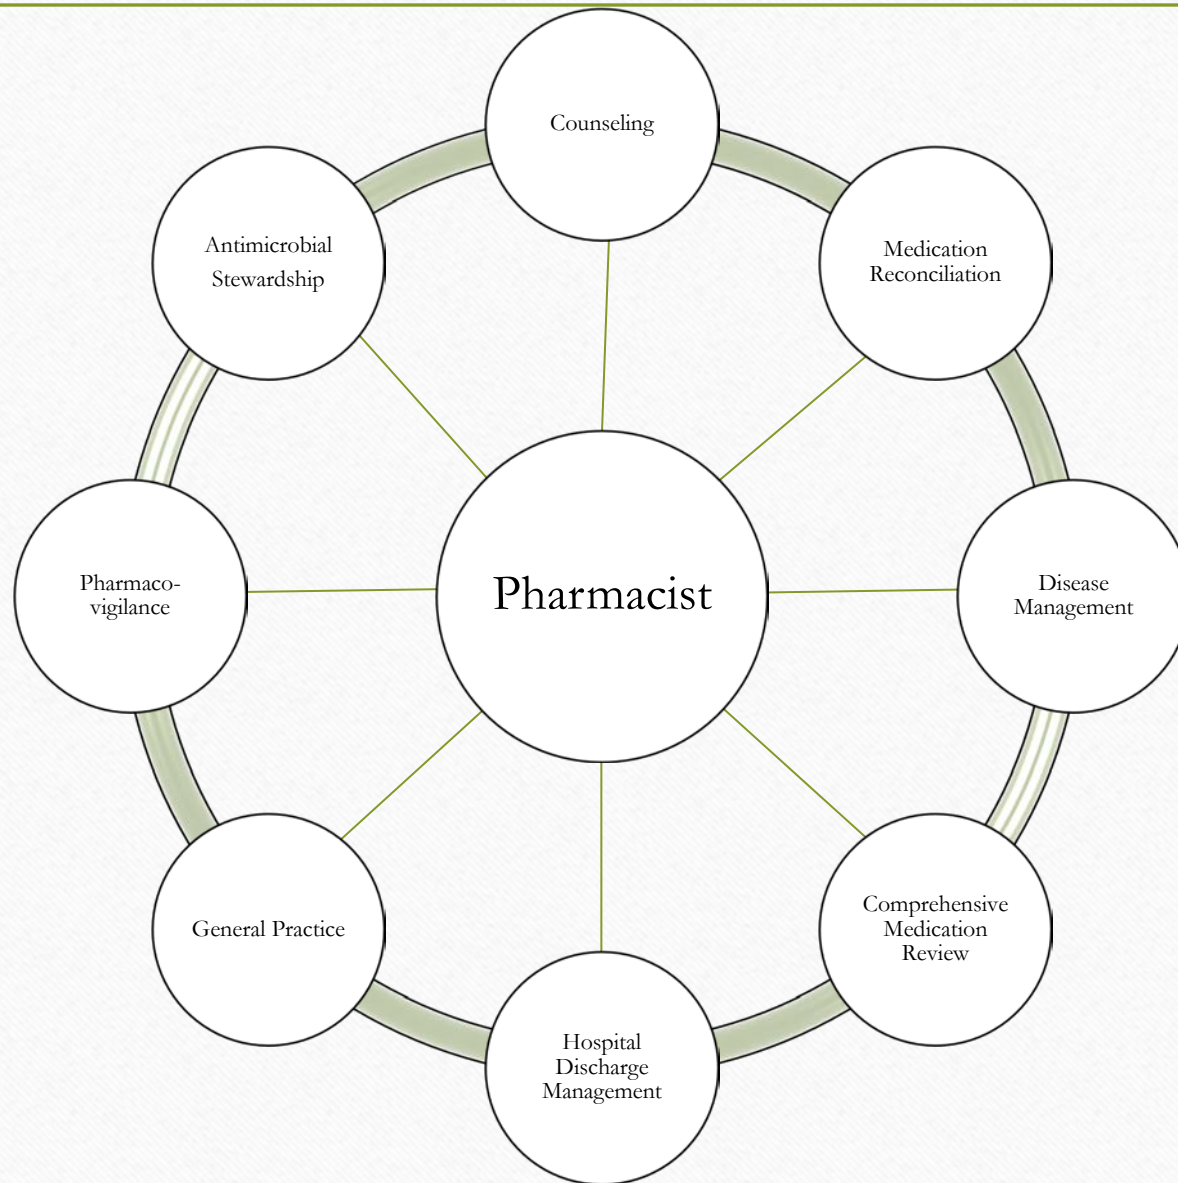 Counseling
Antimicrobial
Stewardship
Medication
Reconciliation
Pharmaco-
vigilance
Pharmacist
Disease
Management
General Practice
Comprehensive
Medication
Review
Hospital
Discharge
Management